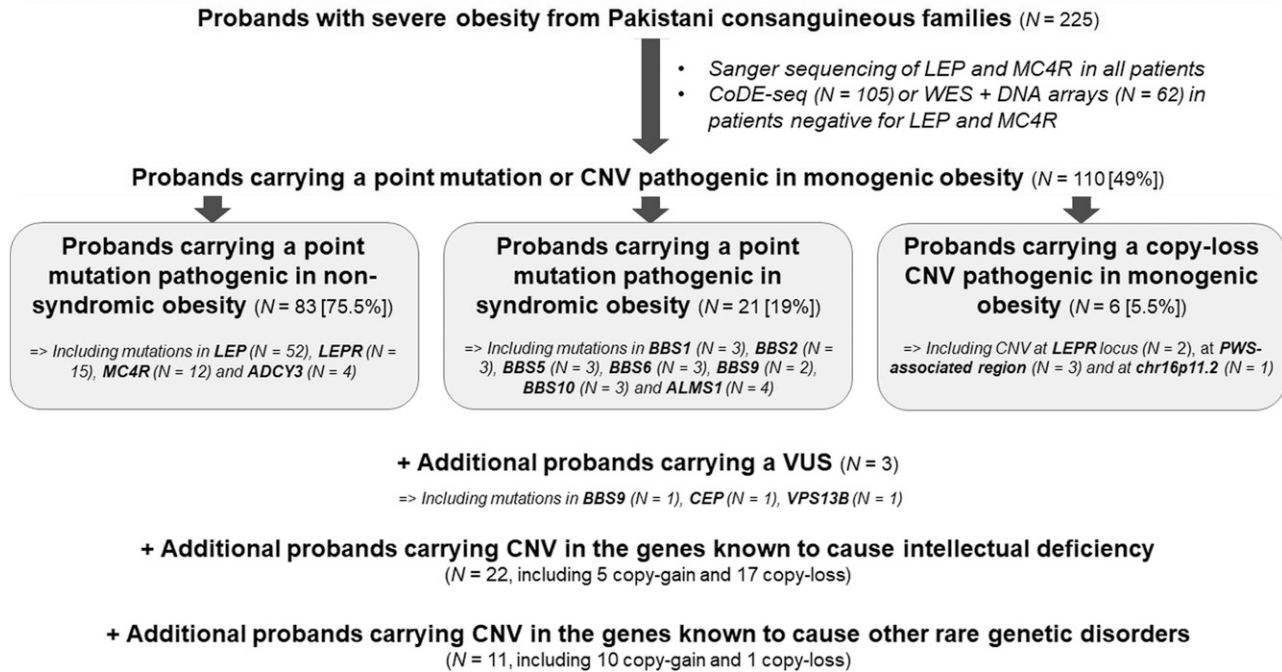 Probands with severe obesity from Pakistani consanguineous families (N = 225)
• Sanger sequencing of LEP and MC4R in all patients
• CoDE-seq (N = 105) or WES + DNA arrays (N = 62) in
patients negative for LEP and MC4R
Probands carrying a point mutation or CNV pathogenic in monogenic obesity (N = 110 [49%])
Probands carrying a point
mutation pathogenic in non-
syndromic obesity (N = 83 [75.5%])
=> Including mutations in LEP (N = 52), LEPR (N =
15), MC4R (N = 12) and ADCY3 (N = 4)
Probands carrying a point
mutation pathogenic in
syndromic obesity (N = 21 [19%])
=> Including mutations in BBS1 (N = 3), BBS2 (N =
3), BBS5 (N = 3), BBS6 (N = 3), BBS9 (N = 2),
BBS10 (N = 3) and ALMS1 (N = 4)
Probands carrying a copy-loss
CNV pathogenic in monogenic
obesity (N = 6 [5.5%])
=> Including CNV at LEPR locus (N = 2), at PWS-
associated region (N = 3) and at chr16p11.2 (N = 1)
+ Additional probands carrying a VUS (N = 3)
=> Including mutations in BBS9 (N = 1), CEP (N = 1), VPS13B (N = 1)
+ Additional probands carrying CNV in the genes known to cause intellectual deficiency
(N = 22, including 5 copy-gain and 17 copy-loss)
+ Additional probands carrying CNV in the genes known to cause other rare genetic disorders
(N = 11, including 10 copy-gain and 1 copy-loss)